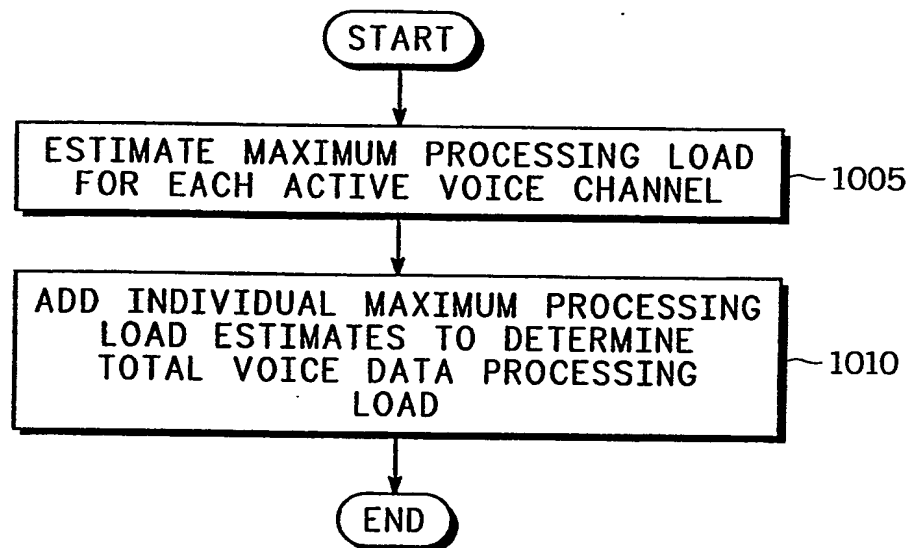 START
ESTIMATE MAXIMUM PROCESSING LOAD
FOR EACH ACTIVE VOICE CHANNEL
1005
ADD INDIVIDUAL MAXIMUM PROCESSING
LOAD ESTIMATES TO DETERMINE
TOTAL VOICE DATA PROCESSING
LOAD
1010
END